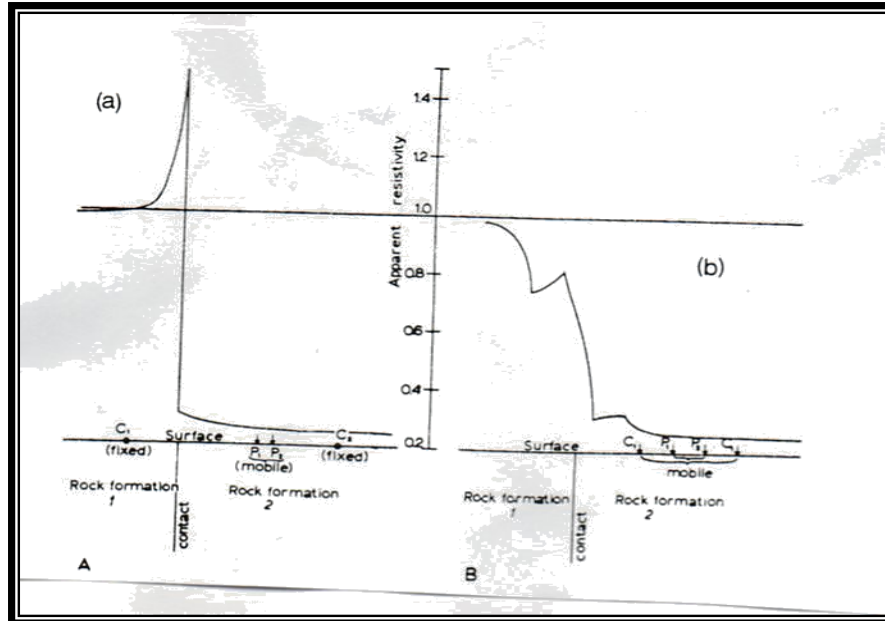 (a)
1.4
1.2
1.0
0.8
0.6
0.4
0.2
Apparent resistivity
(b)
C₁
Surface
C₂
(fixed)
P₁ P₂
(mobile)
(fixed)
Rock formation
1
Rock formation
2
contact
A
Surface
C₁ P₁ P₂
mobile
Rock formation
1
Rock formation
2
contact
B